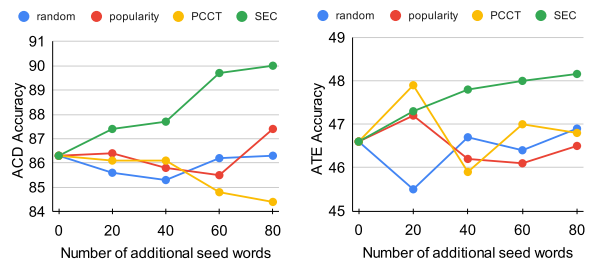 random popularity PCCT SEC
91
90
89
88
87
86
85
84
ACD Accuracy
0 20 40 60 80
Number of additional seed words
random popularity PCCT SEC
49
48
47
46
45
ATE Accuracy
0 20 40 60 80
Number of additional seed words